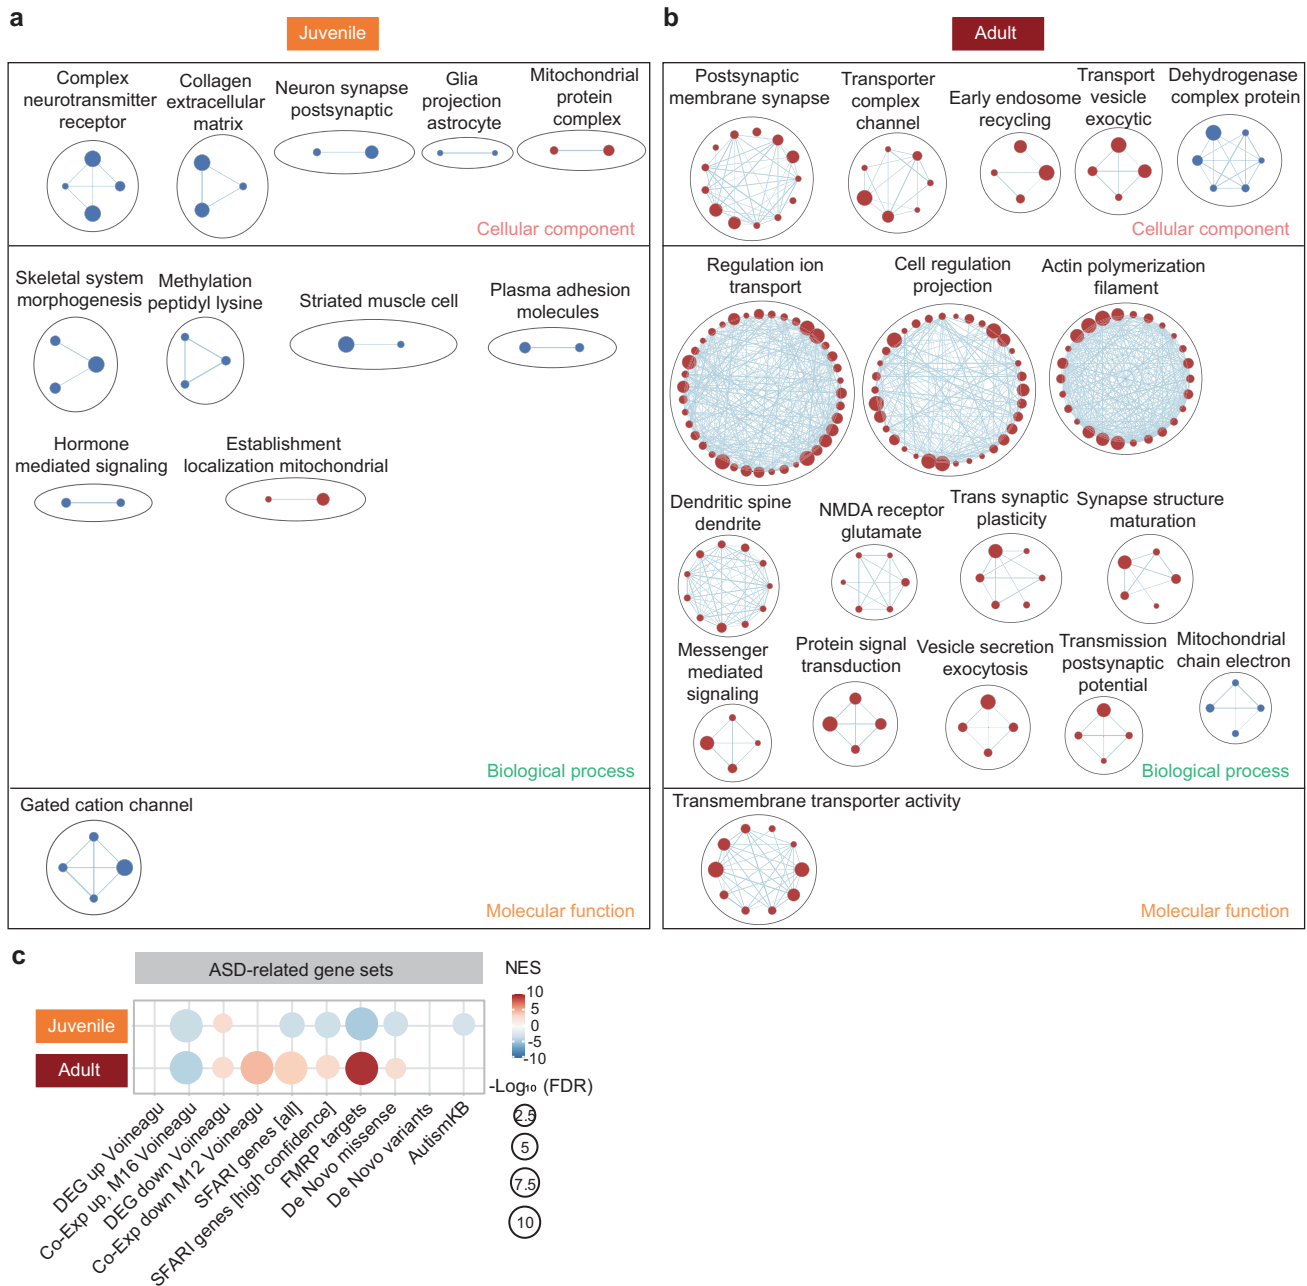 a
Juvenile
Complex
neurotransmitter
receptor
Collagen
extracellular
matrix
Neuron synapse
postsynaptic
Glia
projection
astrocyte
Mitochondrial
protein
complex
Cellular component
Skeletal system
morphogenesis
Methylation
peptidyl lysine
Striated muscle cell
Plasma adhesion
molecules
Hormone
mediated signaling
Establishment
localization mitochondrial
Biological process
Gated cation channel
Molecular function
b
Adult
Postsynaptic
membrane synapse
Transporter
complex
channel
Early endosome
recycling
Transport
vesicle
exocytic
Dehydrogenase
complex protein
Cellular component
Regulation ion
transport
Cell regulation
projection
Actin polymerization
filament
Dendritic spine
dendrite
NMDA receptor
glutamate
Trans synaptic
plasticity
Synapse structure
maturation
Messenger
mediated
signaling
Protein signal
transduction
Vesicle secretion
exocytosis
Transmission
postsynaptic
potential
Mitochondrial
chain electron
Biological process
Transmembrane transporter activity
Molecular function
c
ASD-related gene sets
Juvenile
Adult
DEG up Voineagu
Co-Exp up, M16 Voineagu
DEG down Voineagu
Co-Exp down M12 Voineagu
SFARI genes [all]
SFARI genes [high confidence]
FMRP targets
De Novo missense
De Novo variants
AutismKB
NES
10
5
0
-5
-10
-Log₁₀ (FDR)
2.5
5
7.5
10